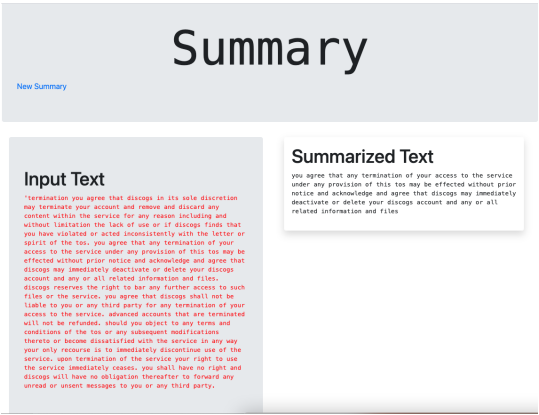 Summary
New Summary
Input Text
'termination you agree that discogs in its sole discretion
may terminate your account and remove and discard any
content within the service for any reason including and
without limitation the lack of use or if discogs finds that
you have violated or acted inconsistently with the letter or
spirit of the tos. you agree that any termination of your
access to the service under any provision of this tos may be
effected without prior notice and acknowledge and agree that
discogs may immediately deactivate or delete your discogs
account and any or all related information and files.
discogs reserves the right to bar any further access to such
files or the service. you agree that discogs shall not be
liable to you or any third party for any termination of your
access to the service. advanced accounts that are terminated
will not be refunded. should you object to any terms and
conditions of the tos or any subsequent modifications
thereto or become dissatisfied with the service in any way
your only recourse is to immediately discontinue use of the
service. upon termination of the service your right to use
the service immediately ceases. you shall have no right and
discogs will have no obligation thereafter to forward any
unread or unsent messages to you or any third party.
Summarized Text
you agree that any termination of your access to the service
under any provision of this tos may be effected without prior
notice and acknowledge and agree that discogs may immediately
deactivate or delete your discogs account and any or all
related information and files